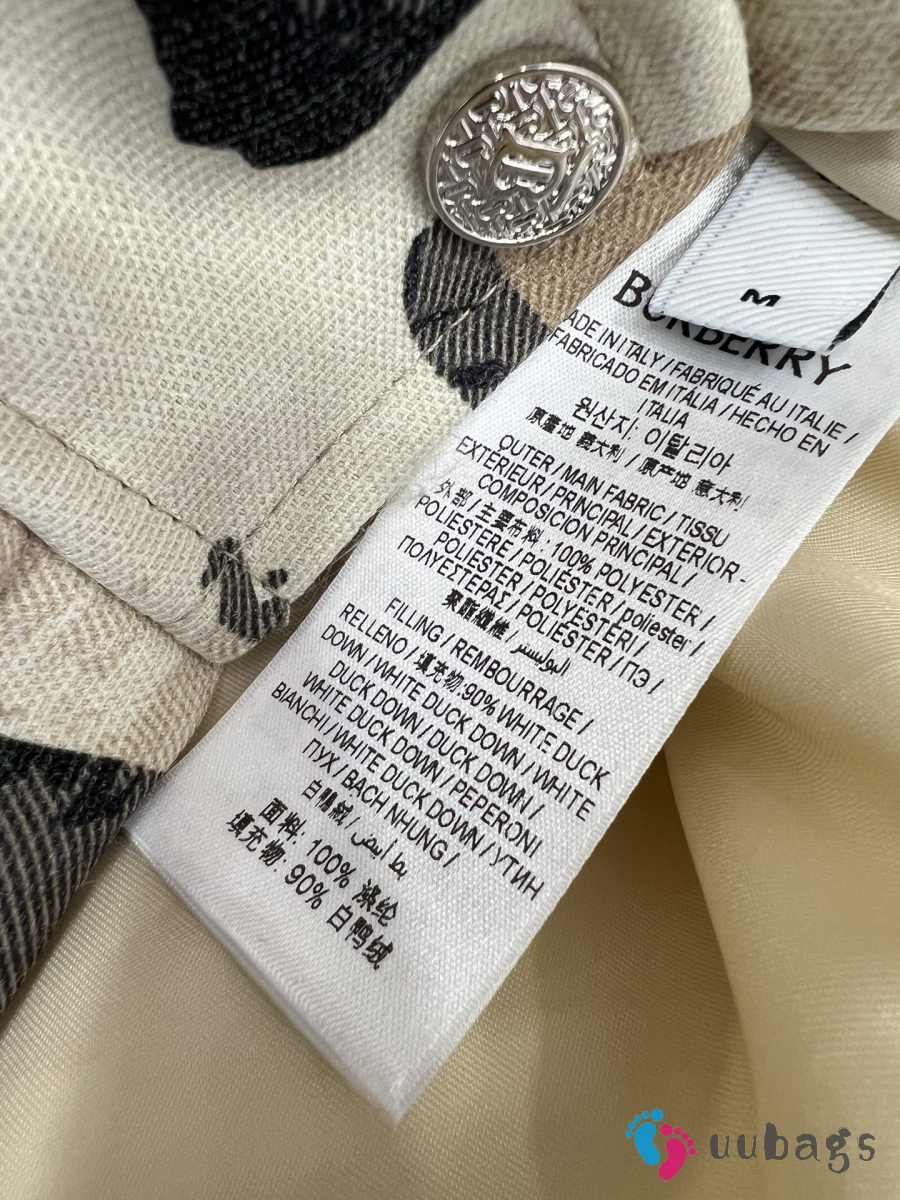 M
BURBERRY
ADE IN ITALY / FABRIQUÉ AU ITALIE /
FABRICADO EM ITÁLIA / HECHO EN
ITALIA
원산지: 이탈리아
原產地 義大利 / 原产地 意大利
OUTER / MAIN FABRIC / TISSU
EXTÉRIEUR / PRINCIPAL / EXTERIOR-
COMPOSICION PRINCIPAL /
外部 / 主要布料 : 100% POLYESTER /
POLIESTERE / POLIÉSTER / poliester
POLIESTER / POLYÉSTERI /
ΠΟΛΥΕΣΤΕΡΑΣ / POLIÉSTER / ПЭ /
聚酯纖維 / البوليستر
FILLING / REMBOURRAGE /
RELLENO / 填充物:90% WHITE DUCK
DOWN / WHITE DUCK DOWN / WHITE
DUCK DOWN / DUCK DOWN /
WHITE DUCK DOWN / PEPERONI
BIANCHI / WHITE DUCK DOWN / УТИН
ПУХ / BACH NHUNG /
白鴨絨 / بط ابيض /
面料: 100% 涤纶
填充物: 90% 白鸭绒
uubags